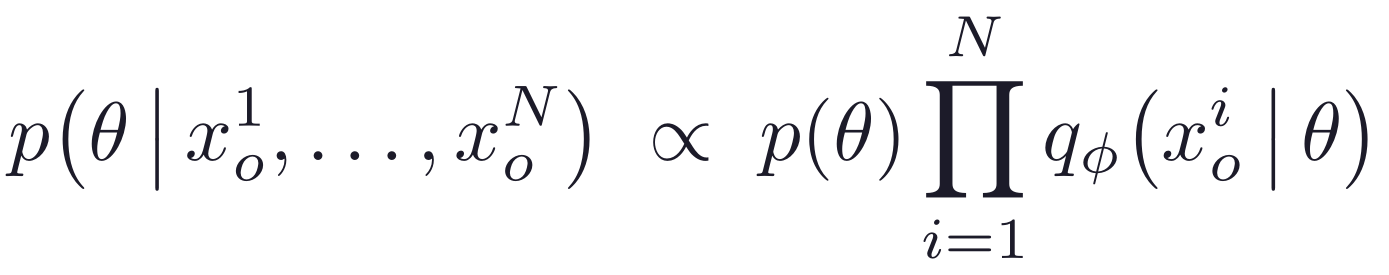 p(θ | x_o^1, ..., x_o^N) ∝ p(θ) ∏_{i=1}^{N} q_ϕ(x_o^i | θ)